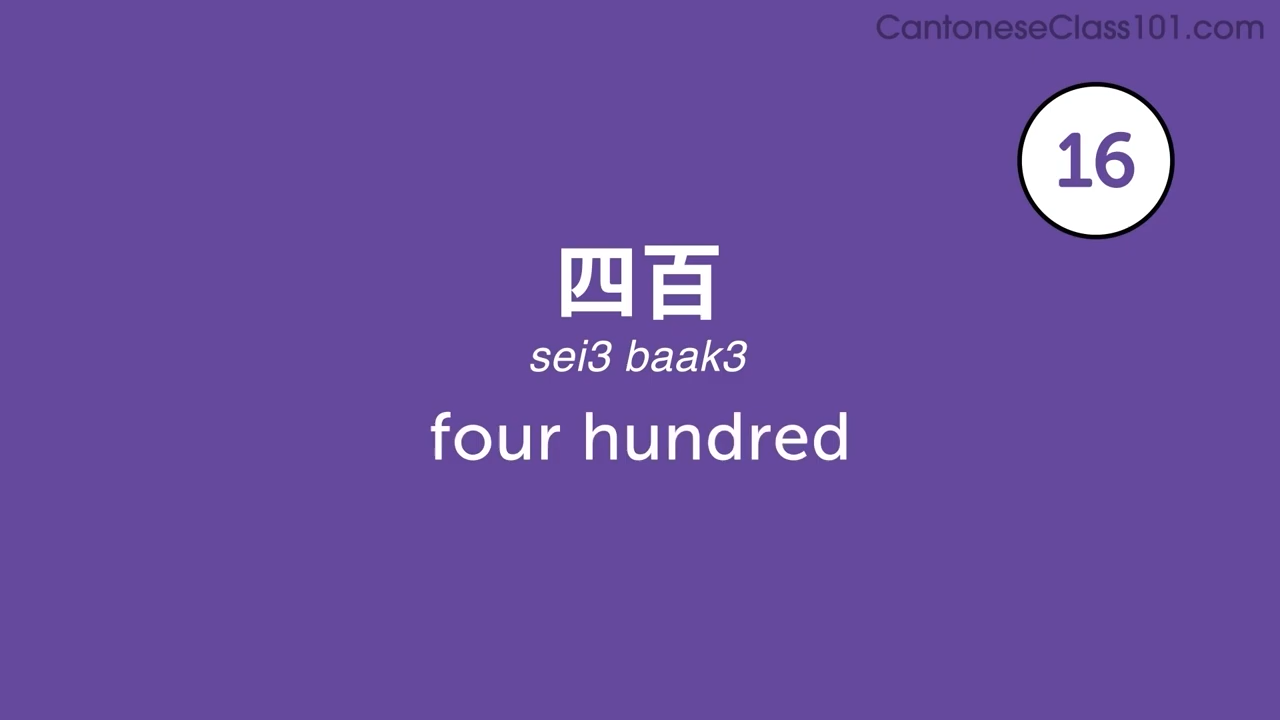 CantoneseClass101.com
16
四百
sei3 baak3
four hundred